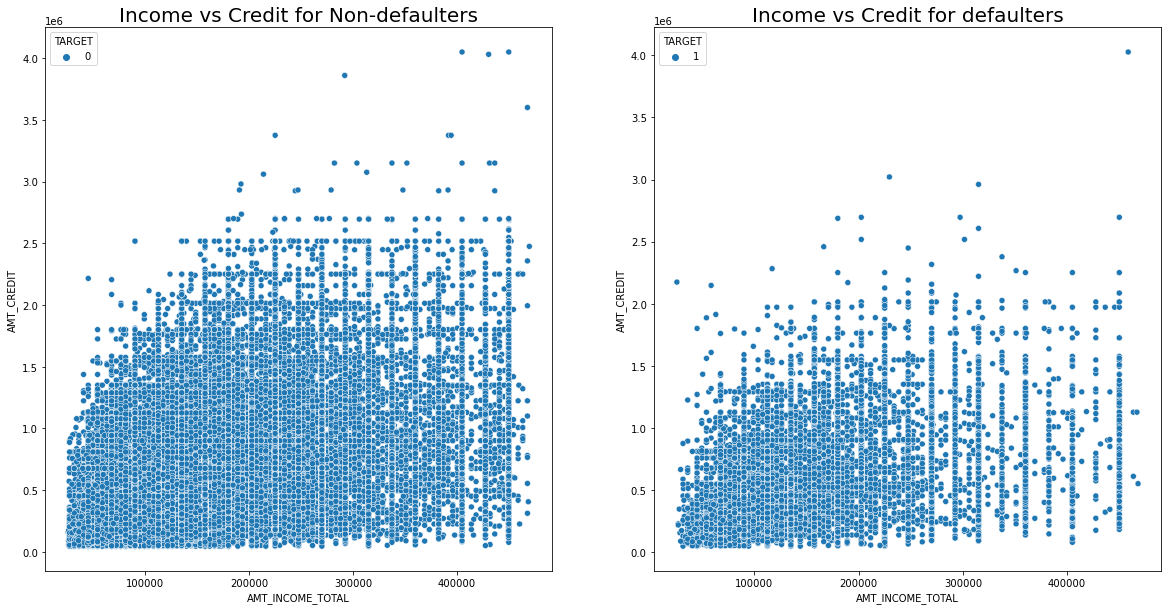 Income vs Credit for Non-defaulters
1e6
TARGET
0
4.0
3.5
3.0
2.5
2.0
1.5
1.0
0.5
0.0
AMT_CREDIT
100000 200000 300000 400000
AMT_INCOME_TOTAL
Income vs Credit for defaulters
1e6
TARGET
1
4.0
3.5
3.0
2.5
2.0
1.5
1.0
0.5
0.0
AMT_CREDIT
100000 200000 300000 400000
AMT_INCOME_TOTAL